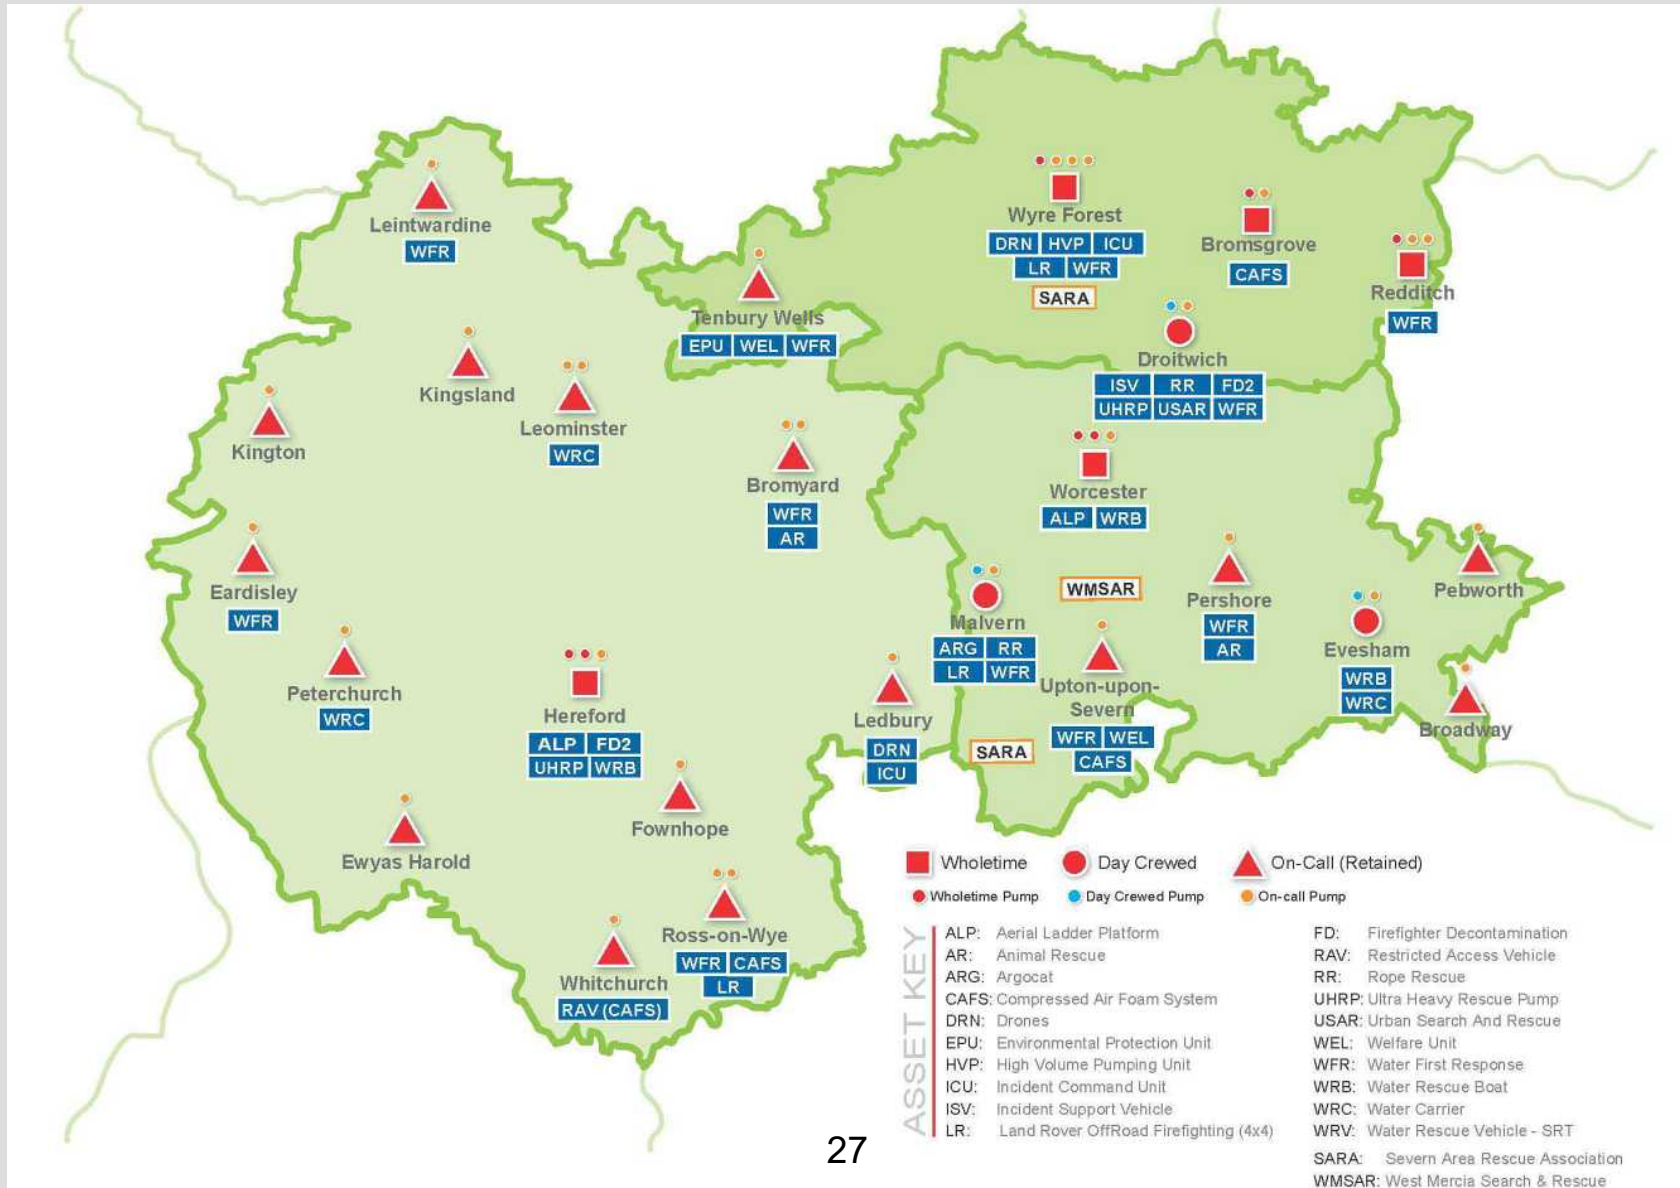 Leintwardine
WFR
Wyre Forest
DRN HVP ICU
LR WFR
SARA
Bromsgrove
CAFS
Redditch
WFR
Tenbury Wells
EPU WEL WFR
Droitwich
ISV RR FD2
UHRP USAR WFR
Kingsland
Leominster
WRC
Kington
Bromyard
WFR
AR
Worcester
ALP WRB
Eardisley
WFR
WMSAR
Pershore
WFR
AR
Pebworth
Malvern
ARG RR
LR WFR
Evesham
WRB
WRC
Peterchurch
WRC
Hereford
ALP FD2
UHRP WRB
Ledbury
DRN
ICU
Upton-upon-
Severn
WFR WEL
CAFS
SARA
Broadway
Fownhope
Ewyas Harold
Ross-on-Wye
WFR CAFS
LR
Whitchurch
RAV (CAFS)
Wholetime Day Crewed On-Call (Retained)
Wholetime Pump Day Crewed Pump On-call Pump
ASSET KEY
ALP: Aerial Ladder Platform
AR: Animal Rescue
ARG: Argocat
CAFS: Compressed Air Foam System
DRN: Drones
EPU: Environmental Protection Unit
HVP: High Volume Pumping Unit
ICU: Incident Command Unit
ISV: Incident Support Vehicle
LR: Land Rover OffRoad Firefighting (4x4)
FD: Firefighter Decontamination
RAV: Restricted Access Vehicle
RR: Rope Rescue
UHRP: Ultra Heavy Rescue Pump
USAR: Urban Search And Rescue
WEL: Welfare Unit
WFR: Water First Response
WRB: Water Rescue Boat
WRC: Water Carrier
WRV: Water Rescue Vehicle - SRT
SARA: Severn Area Rescue Association
WMSAR: West Mercia Search & Rescue
27